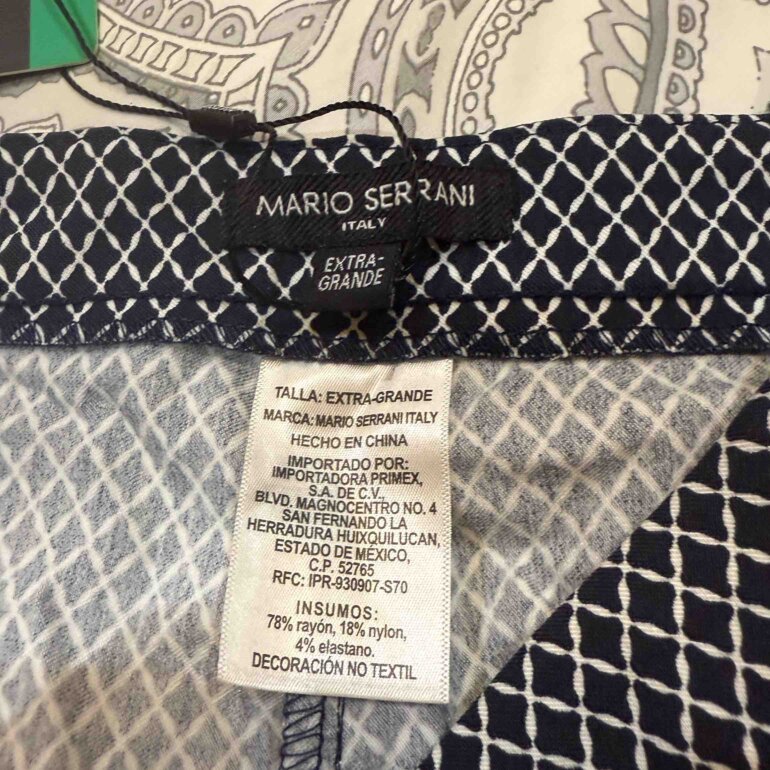 MARIO SERRANI
ITALY
EXTRA-
GRANDE
TALLA: EXTRA-GRANDE
MARCA: MARIO SERRANI ITALY
HECHO EN CHINA
IMPORTADO POR:
IMPORTADORA PRIMEX,
S.A. DE C.V.,
BLVD. MAGNOCENTRO NO. 4
SAN FERNANDO LA
HERRADURA HUIXQUILUCAN,
ESTADO DE MÉXICO,
C.P. 52765
RFC: IPR-930907-S70
INSUMOS:
78% rayón, 18% nylon,
4% elastano.
DECORACIÓN NO TEXTIL